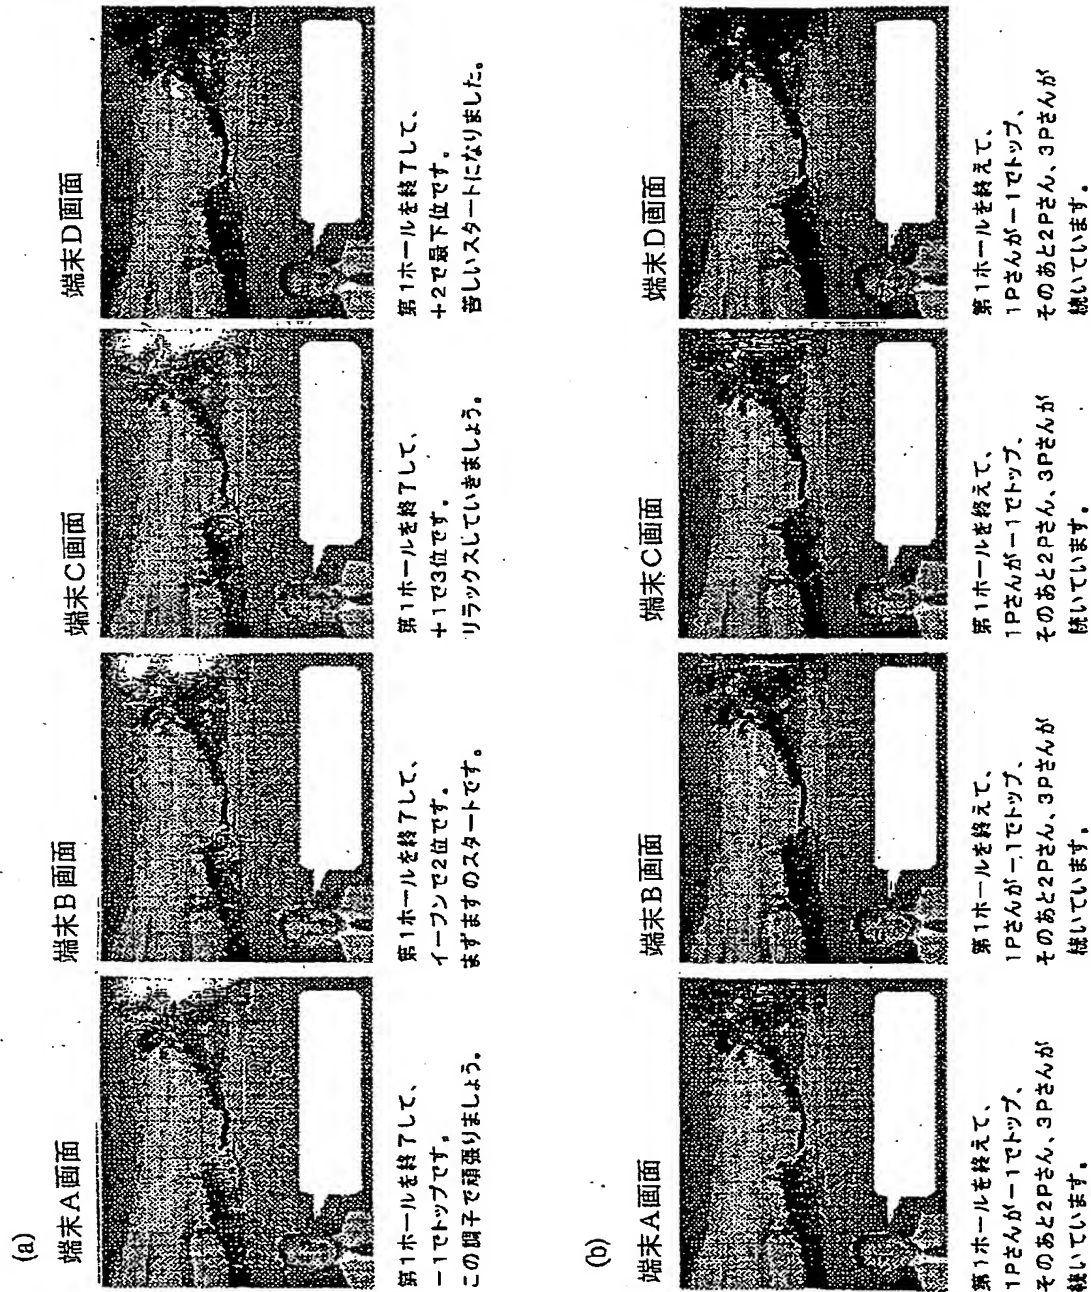 (a)
端末A画面
第1ホールを終了して、
-1でトップです。
この調子で頑張りましょう。
端末B画面
第1ホールを終了して、
イーブンで2位です。
まずまずのスタートです。
端末C画面
第1ホールを終了して、
+1で3位です。
リラックスしていきましょう。
端末D画面
第1ホールを終了して、
+2で最下位です。
苦しいスタートになりました。
(b)
端末A画面
第1ホールを終えて、
1Pさんが-1でトップ、
そのあと2Pさん、3Pさんが
続いています。
端末B画面
第1ホールを終えて、
1Pさんが-1でトップ、
そのあと2Pさん、3Pさんが
続いています。
端末C画面
第1ホールを終えて、
1Pさんが-1でトップ、
そのあと2Pさん、3Pさんが
続いています。
端末D画面
第1ホールを終えて、
1Pさんが-1でトップ、
そのあと2Pさん、3Pさんが
続いています。